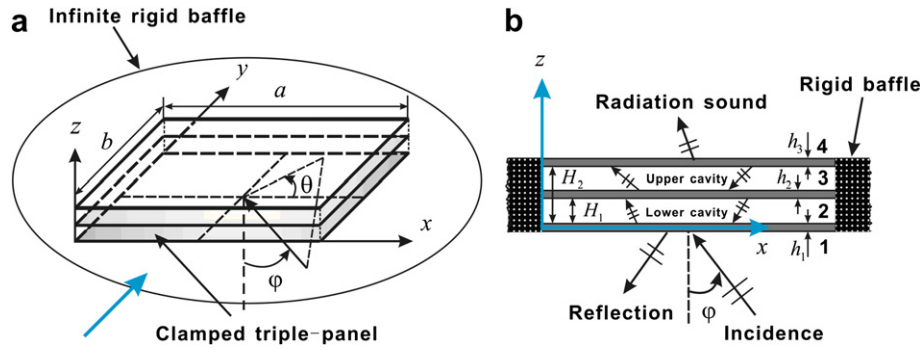 a
Infinite rigid baffle
y
a
b
z
θ
x
φ
Clamped triple-panel
b
z
Rigid baffle
Radiation sound
h3 4
H2 Upper cavity h2 3
H1 Lower cavity 2
x h1 1
φ
Reflection
Incidence